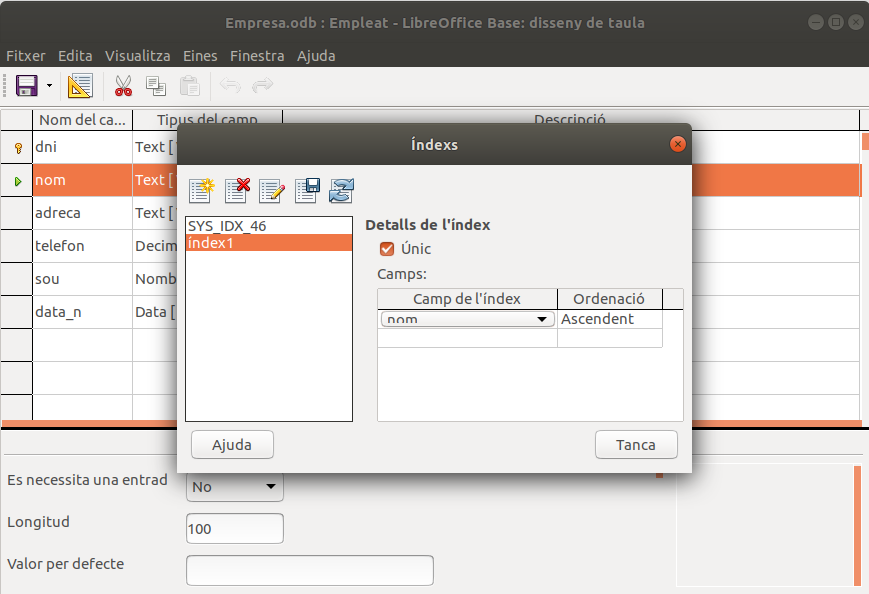 Empresa.odb : Empleat - LibreOffice Base: disseny de taula
Fitxer Edita Visualitza Eines Finestra Ajuda
Nom del ca... Tipus del camp Descripció
dni Text [
nom Text [
adreca Text [
telefon Decim
sou Nomb
data_n Data [
Índexs
SYS_IDX_46
índex1
Detalls de l'índex
Únic
Camps:
Camp de l'índex Ordenació
nom Ascendent
Ajuda Tanca
Es necessita una entrad No
Longitud 100
Valor per defecte